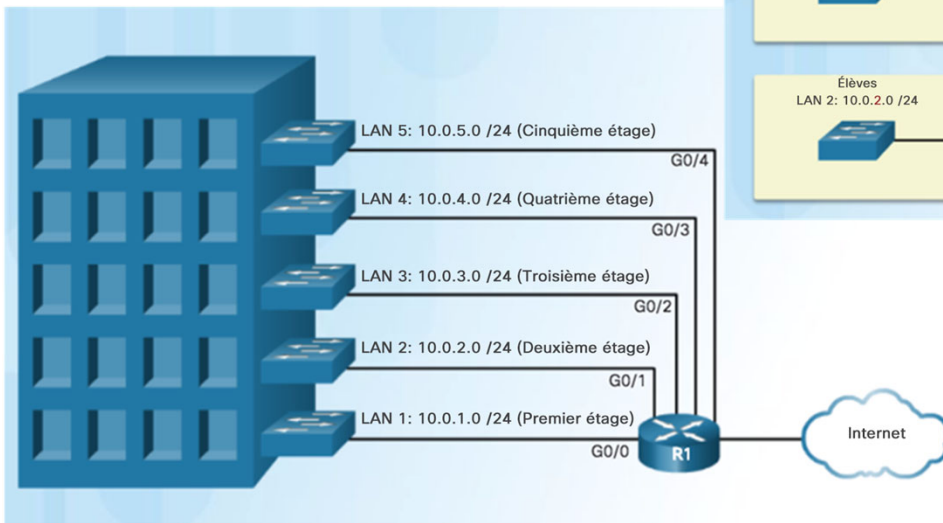 Élèves
LAN 2: 10.0.2.0 /24
LAN 5: 10.0.5.0 /24 (Cinquième étage)
G0/4
LAN 4: 10.0.4.0 /24 (Quatrième étage)
G0/3
LAN 3: 10.0.3.0 /24 (Troisième étage)
G0/2
LAN 2: 10.0.2.0 /24 (Deuxième étage)
G0/1
LAN 1: 10.0.1.0 /24 (Premier étage)
G0/0
R1
Internet